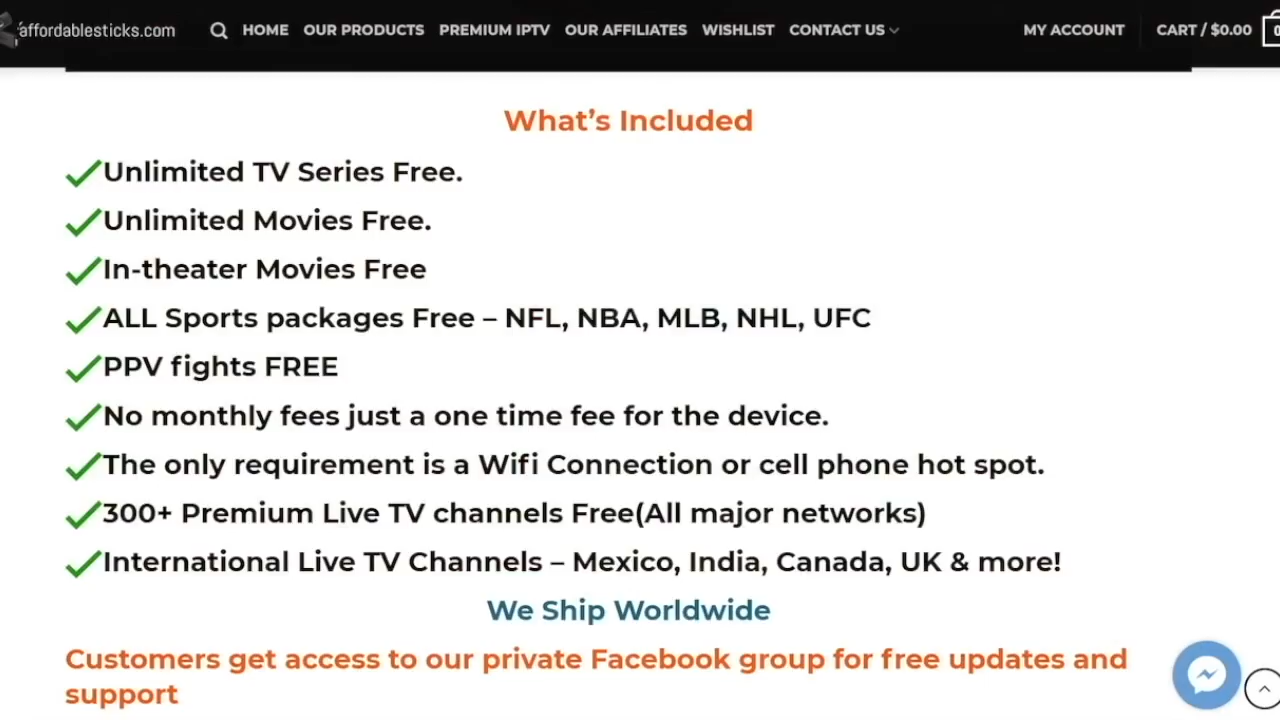 affordablesticks.com HOME OUR PRODUCTS PREMIUM IPTV OUR AFFILIATES WISHLIST CONTACT US MY ACCOUNT CART / $0.00 0
What's Included
Unlimited TV Series Free.
Unlimited Movies Free.
In-theater Movies Free
ALL Sports packages Free – NFL, NBA, MLB, NHL, UFC
PPV fights FREE
No monthly fees just a one time fee for the device.
The only requirement is a Wifi Connection or cell phone hot spot.
300+ Premium Live TV channels Free(All major networks)
International Live TV Channels – Mexico, India, Canada, UK & more!
We Ship Worldwide
Customers get access to our private Facebook group for free updates and
support